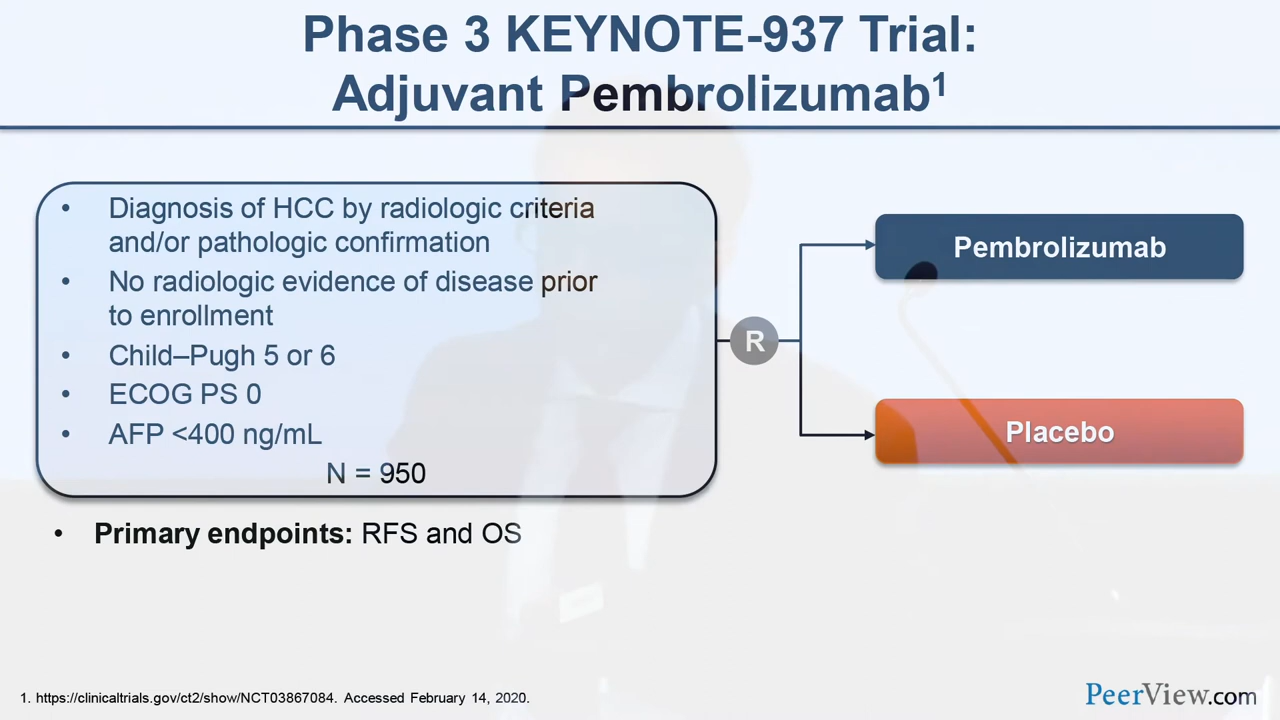 Phase 3 KEYNOTE-937 Trial:
Adjuvant Pembrolizumab1
• Diagnosis of HCC by radiologic criteria
and/or pathologic confirmation
• No radiologic evidence of disease prior
to enrollment
• Child–Pugh 5 or 6
• ECOG PS 0
• AFP <400 ng/mL
N = 950
R
Pembrolizumab
Placebo
• Primary endpoints: RFS and OS
1. https://clinicaltrials.gov/ct2/show/NCT03867084. Accessed February 14, 2020.
PeerView.com